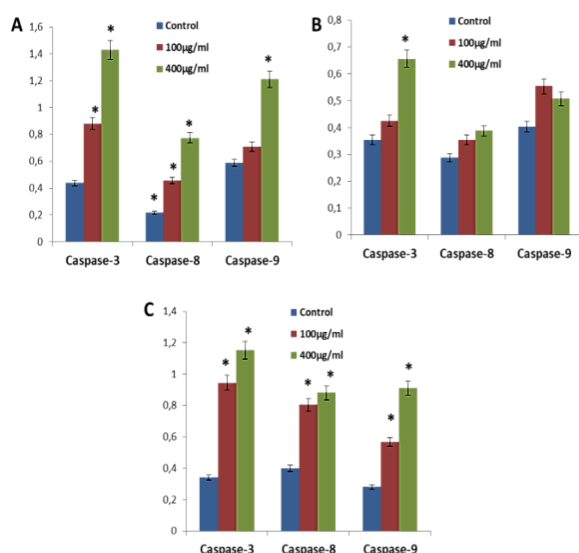 A
Control
100µg/ml
400µg/ml
1,6
1,4
1,2
1
0,8
0,6
0,4
0,2
0
* * * * * *
Caspase-3 Caspase-8 Caspase-9
B
Control
100µg/ml
400µg/ml
0,8
0,7
0,6
0,5
0,4
0,3
0,2
0,1
0
*
Caspase-3 Caspase-8 Caspase-9
C
Control
100µg/ml
400µg/ml
1,4
1,2
1
0,8
0,6
0,4
0,2
0
* * * * * *
Caspase-3 Caspase-8 Caspase-9